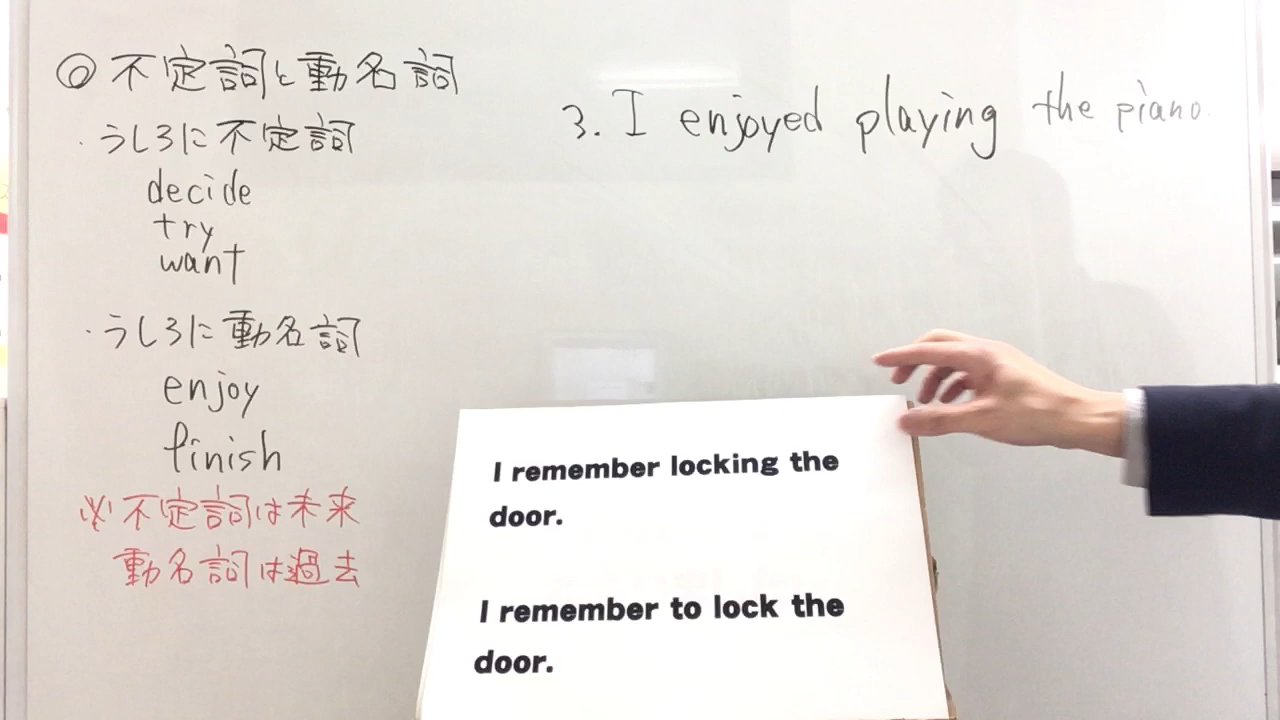 ◎不定詞と動名詞
・うしろに不定詞
decide
try
want
・うしろに動名詞
enjoy
finish
※不定詞は未来
動名詞は過去
3. I enjoyed playing the piano.
I remember locking the
door.
I remember to lock the
door.